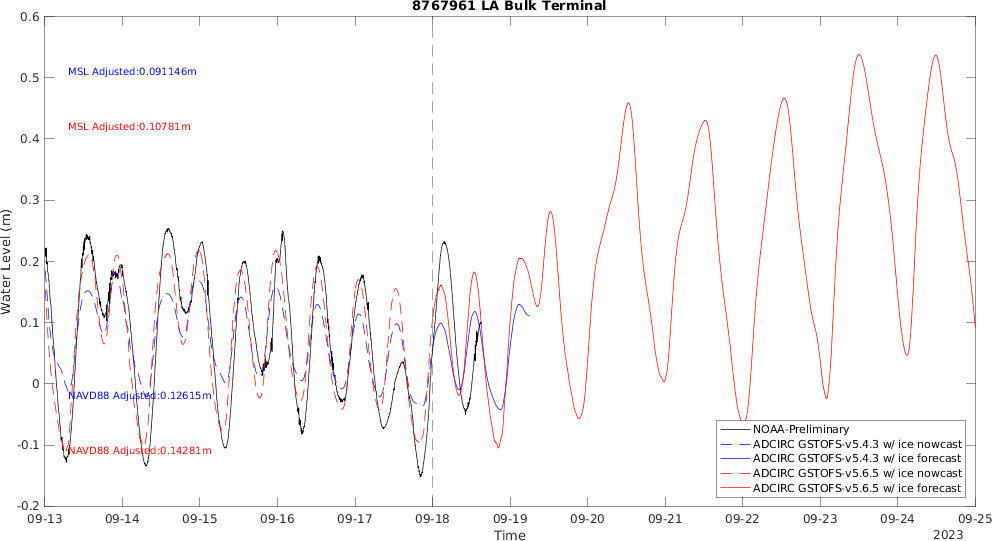 8767961 LA Bulk Terminal
0.6
0.5
0.4
0.3
0.2
0.1
0
-0.1
-0.2
Water Level (m)
MSL Adjusted:0.091146m
MSL Adjusted:0.10781m
NAVD88 Adjusted:0.12615m
NAVD88 Adjusted:0.14281m
NOAA-Preliminary
ADCIRC GSTOFS-v5.4.3 w/ ice nowcast
ADCIRC GSTOFS-v5.4.3 w/ ice forecast
ADCIRC GSTOFS-v5.6.5 w/ ice nowcast
ADCIRC GSTOFS-v5.6.5 w/ ice forecast
09-13 09-14 09-15 09-16 09-17 09-18 09-19 09-20 09-21 09-22 09-23 09-24 09-25
Time
2023